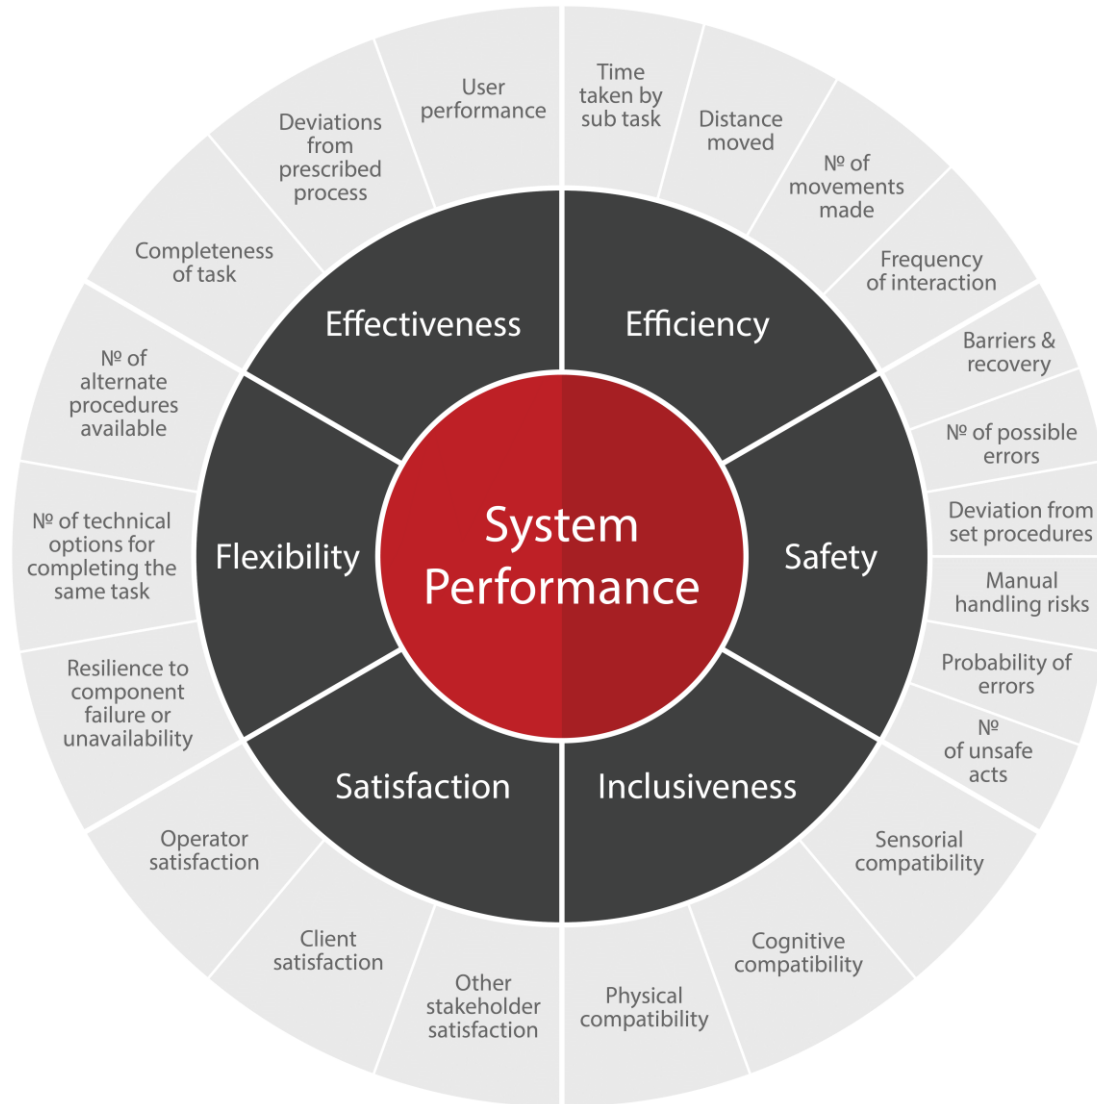 System
Performance
Efficiency
Time
taken by
sub task
Distance
moved
Nº of
movements
made
Frequency
of interaction
Safety
Barriers &
recovery
Nº of possible
errors
Deviation from
set procedures
Manual
handling risks
Probability of
errors
Nº
of unsafe
acts
Inclusiveness
Sensorial
compatibility
Cognitive
compatibility
Physical
compatibility
Satisfaction
Other
stakeholder
satisfaction
Client
satisfaction
Operator
satisfaction
Flexibility
Resilience to
component
failure or
unavailability
Nº of technical
options for
completing the
same task
Nº of
alternate
procedures
available
Effectiveness
Completeness
of task
Deviations
from
prescribed
process
User
performance